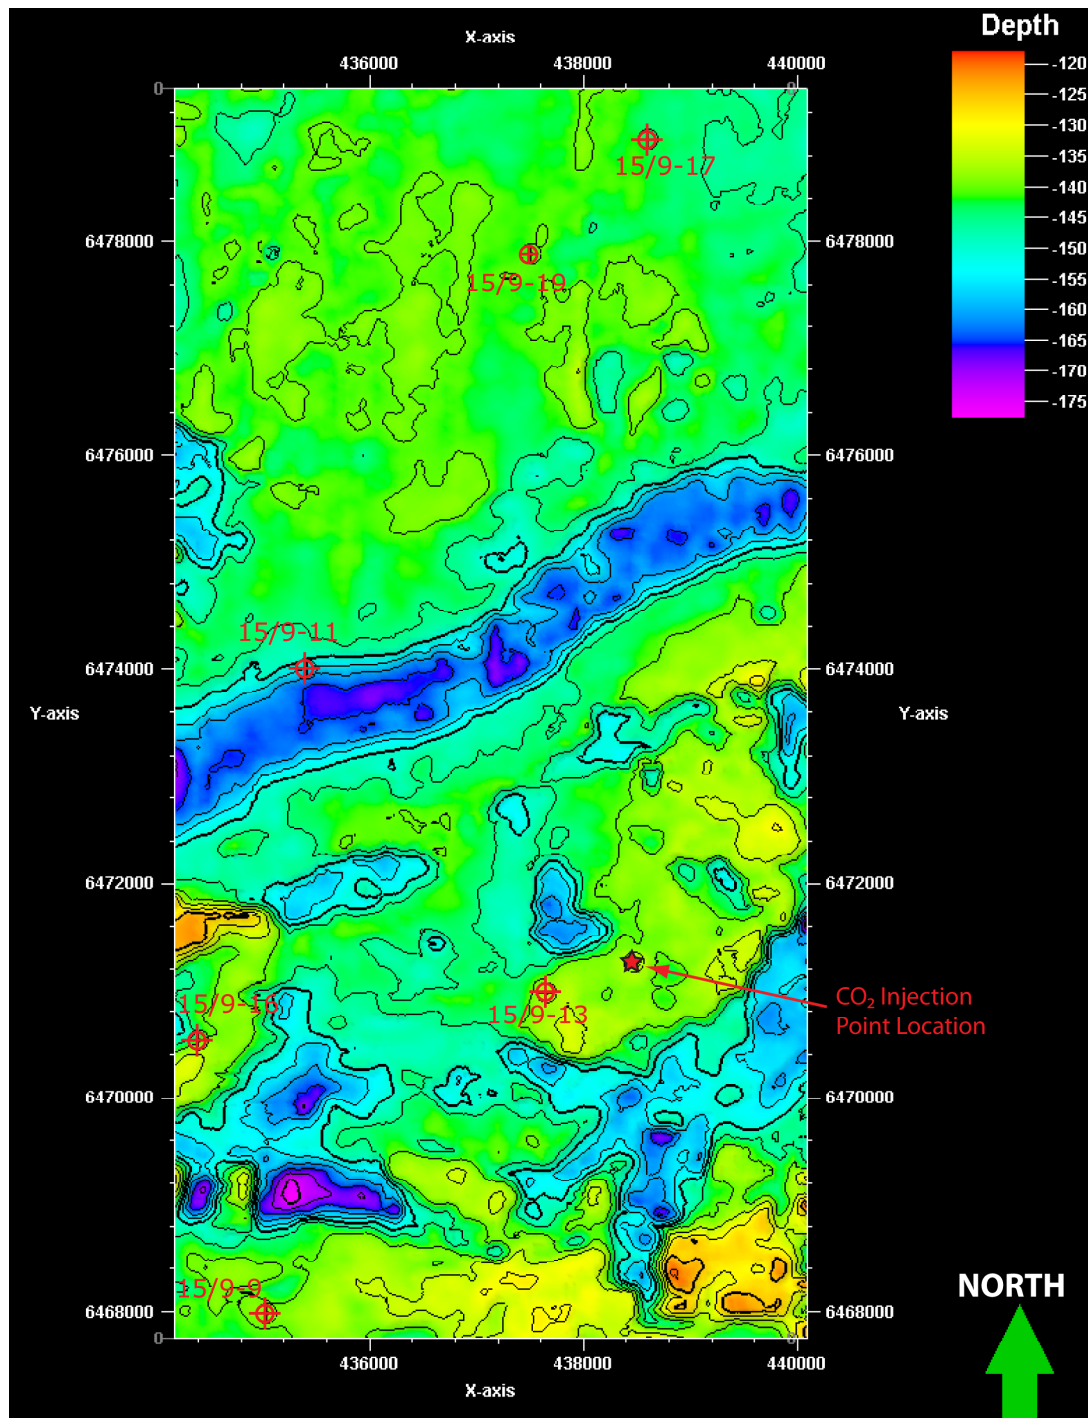 Depth
X-axis
436000 438000 440000
0 0
-120
-125
-130
-135
-140
-145
-150
-155
-160
-165
-170
-175
15/9-17
6478000 6478000
15/9-19
6476000 6476000
15/9-11
6474000 6474000
Y-axis Y-axis
6472000 6472000
CO₂ Injection
Point Location
15/9-16
15/9-13
6470000 6470000
15/9-9
6468000 6468000
NORTH
0 0
436000 438000 440000
X-axis